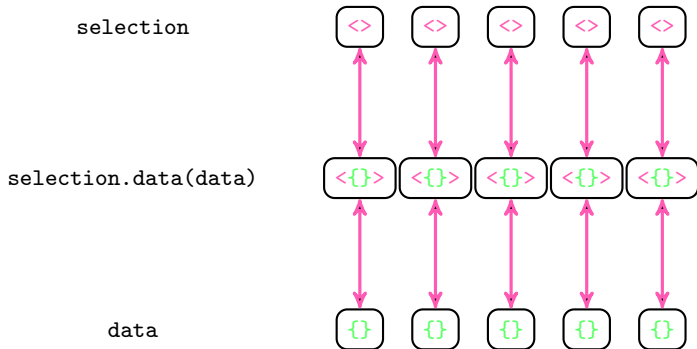 selection <> <> <> <> <>
selection.data(data) <{}> <{}> <{}> <{}> <{}>
data {} {} {} {} {}